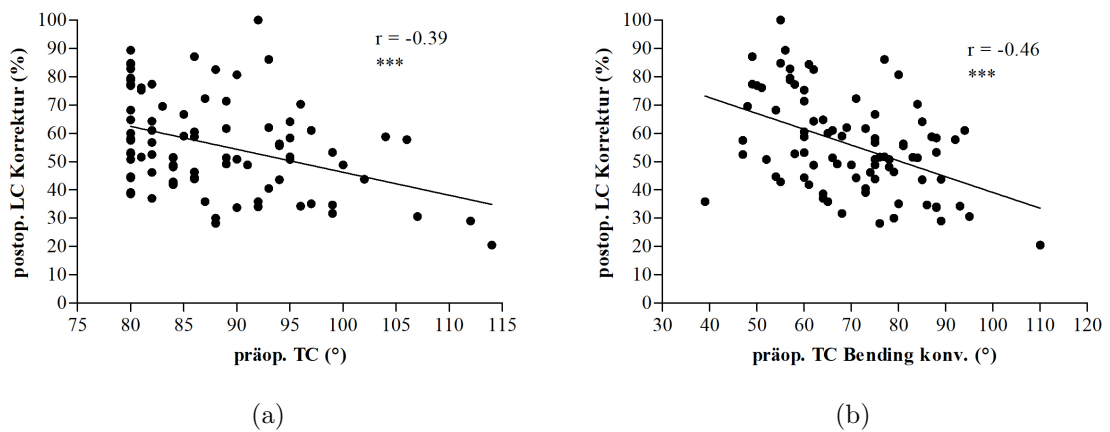 100
90
80
70
60
50
40
30
20
10
0
postop. LC Korrektur (%)
r = -0.39
***
75 80 85 90 95 100 105 110 115
präop. TC (°)
(a)
100
90
80
70
60
50
40
30
20
10
0
postop. LC Korrektur (%)
r = -0.46
***
30 40 50 60 70 80 90 100 110 120
präop. TC Bending konv. (°)
(b)